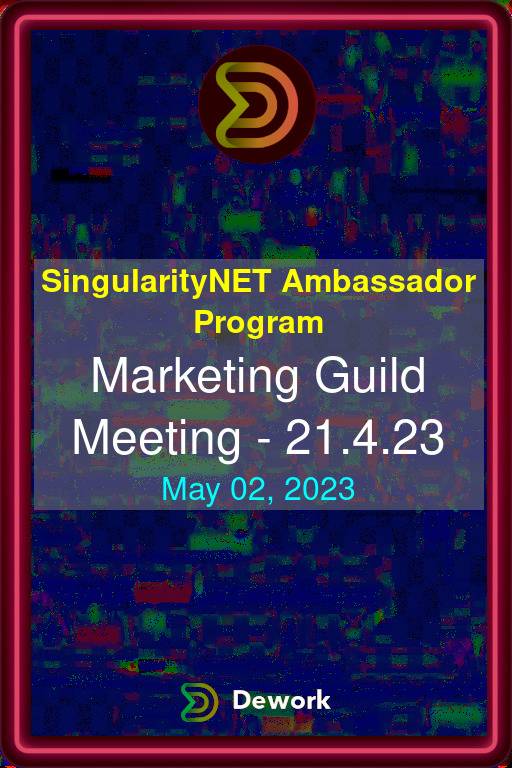 SingularityNET Ambassador
Program
Marketing Guild
Meeting - 21.4.23
May 02, 2023
Dework